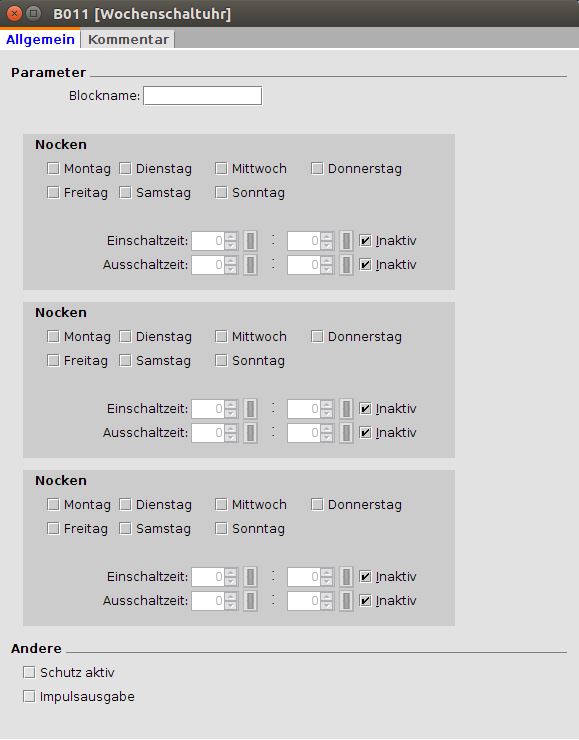 B011 [Wochenschaltuhr]
Allgemein Kommentar
Parameter
Blockname:
Nocken
Montag Dienstag Mittwoch Donnerstag
Freitag Samstag Sonntag
Einschaltzeit: 0 : 0 Inaktiv
Ausschaltzeit: 0 : 0 Inaktiv
Nocken
Montag Dienstag Mittwoch Donnerstag
Freitag Samstag Sonntag
Einschaltzeit: 0 : 0 Inaktiv
Ausschaltzeit: 0 : 0 Inaktiv
Nocken
Montag Dienstag Mittwoch Donnerstag
Freitag Samstag Sonntag
Einschaltzeit: 0 : 0 Inaktiv
Ausschaltzeit: 0 : 0 Inaktiv
Andere
Schutz aktiv
Impulsausgabe